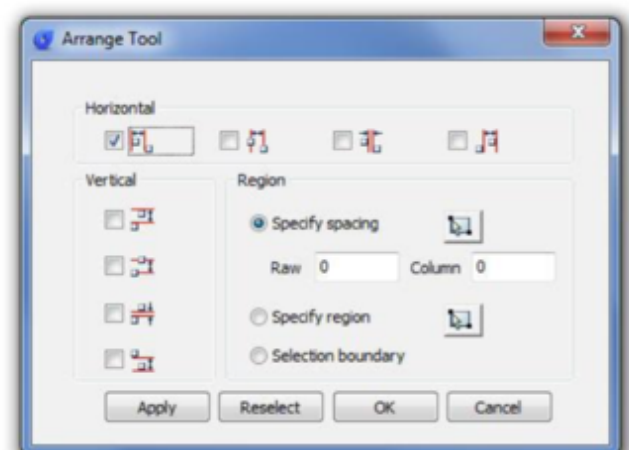 Arrange Tool
Horizontal
Vertical
Region
Specify spacing
Raw 0 Column 0
Specify region
Selection boundary
Apply Reselect OK Cancel